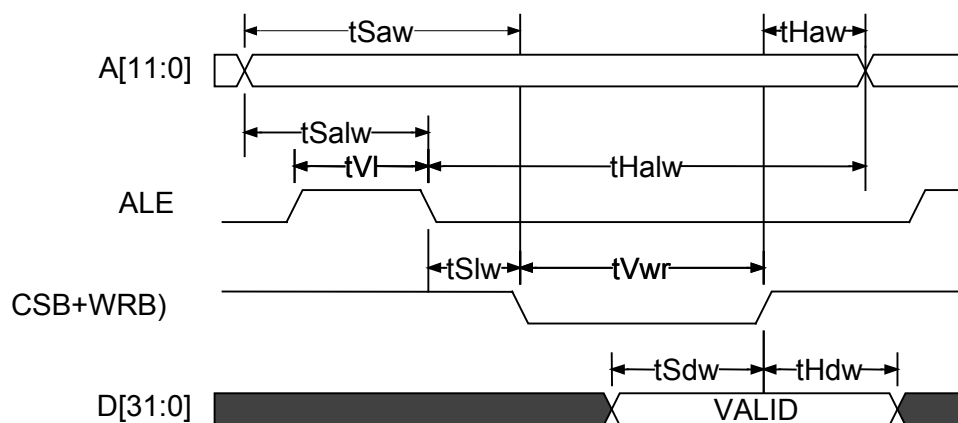 tSaw
tHaw
A[11:0]
tSalw
tVl
tHalw
ALE
tSlw
tVwr
CSB+WRB)
tSdw
tHdw
D[31:0]
VALID